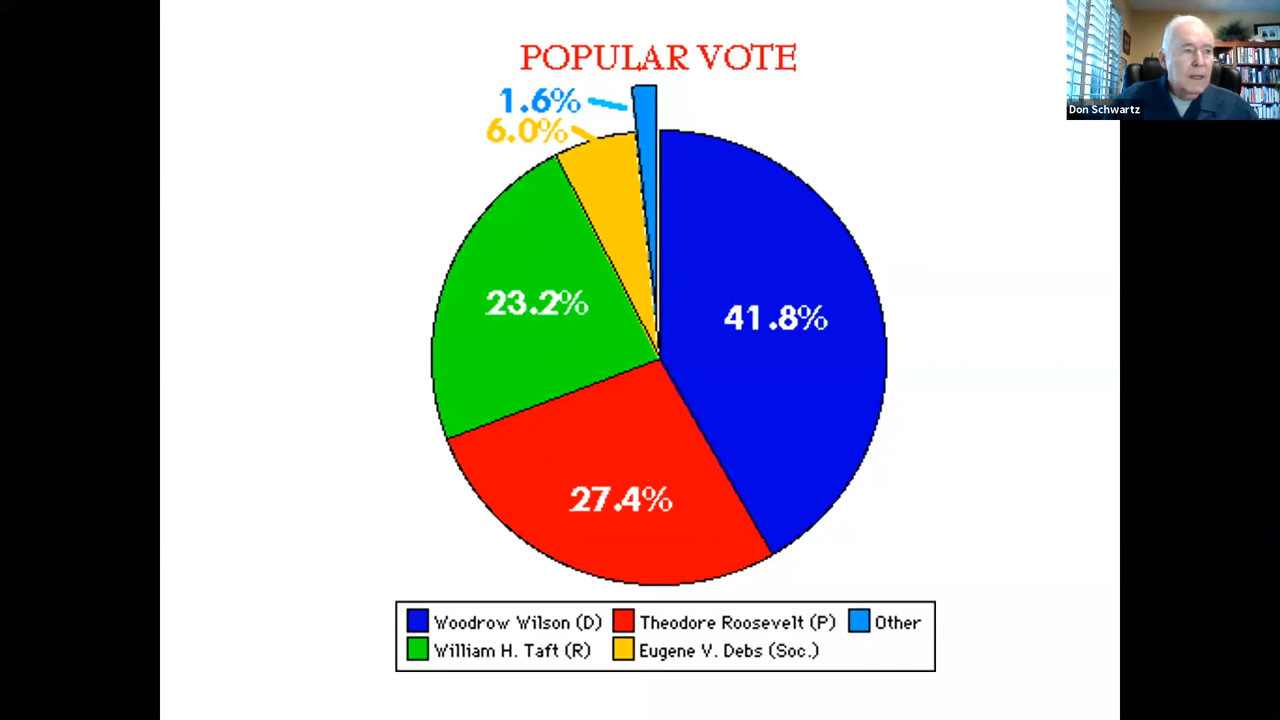 POPULAR VOTE
Don Schwartz
1.6%
6.0%
23.2%
41.8%
27.4%
Woodrow Wilson (D) Theodore Roosevelt (P) Other
William H. Taft (R) Eugene V. Debs (Soc.)